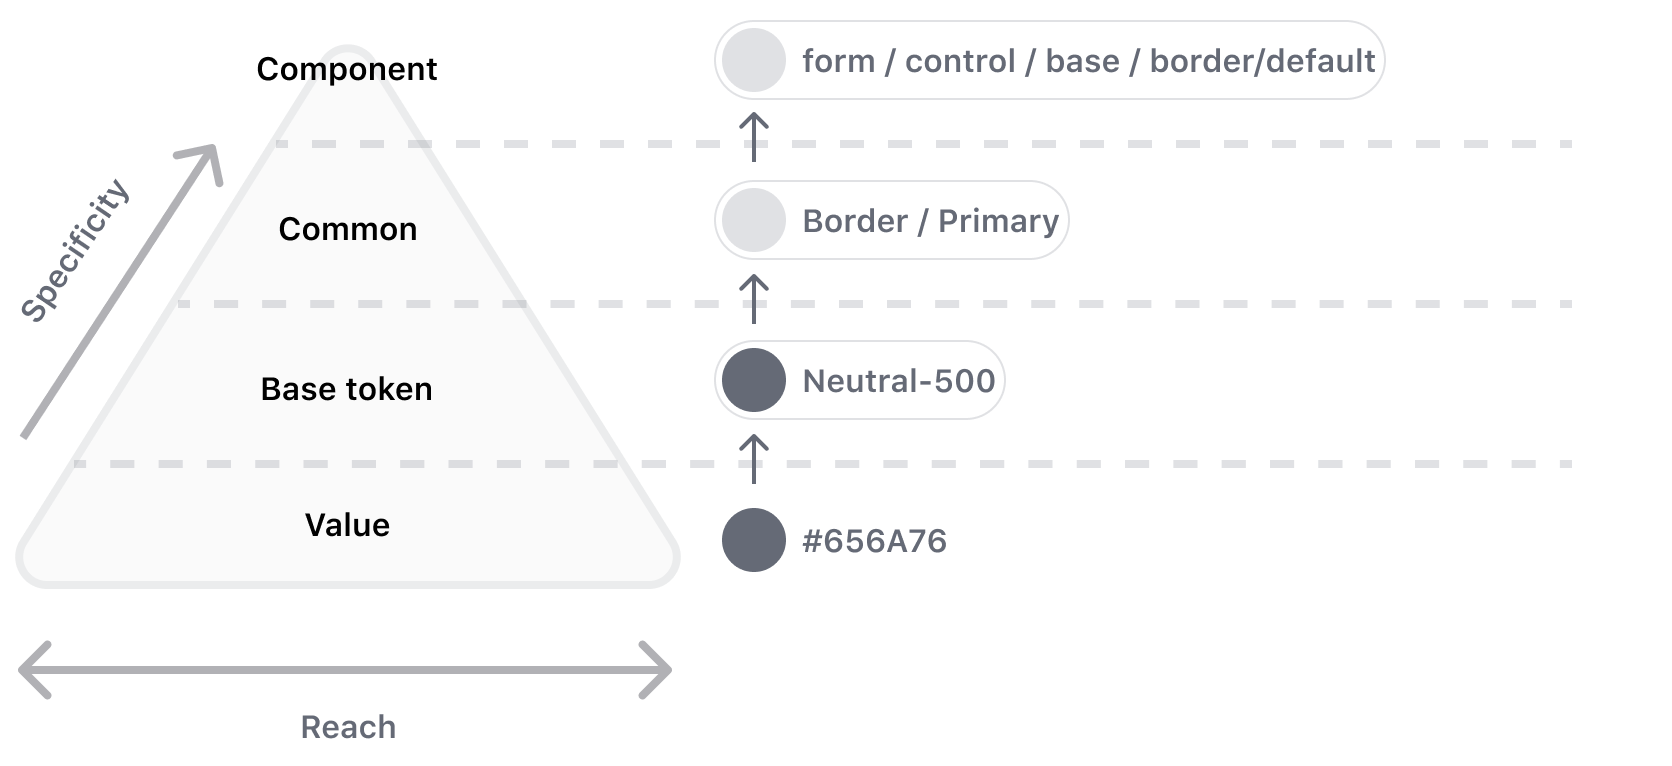 Component
form / control / base / border/default
Specificity
Common
Border / Primary
Base token
Neutral-500
Value
#656A76
Reach